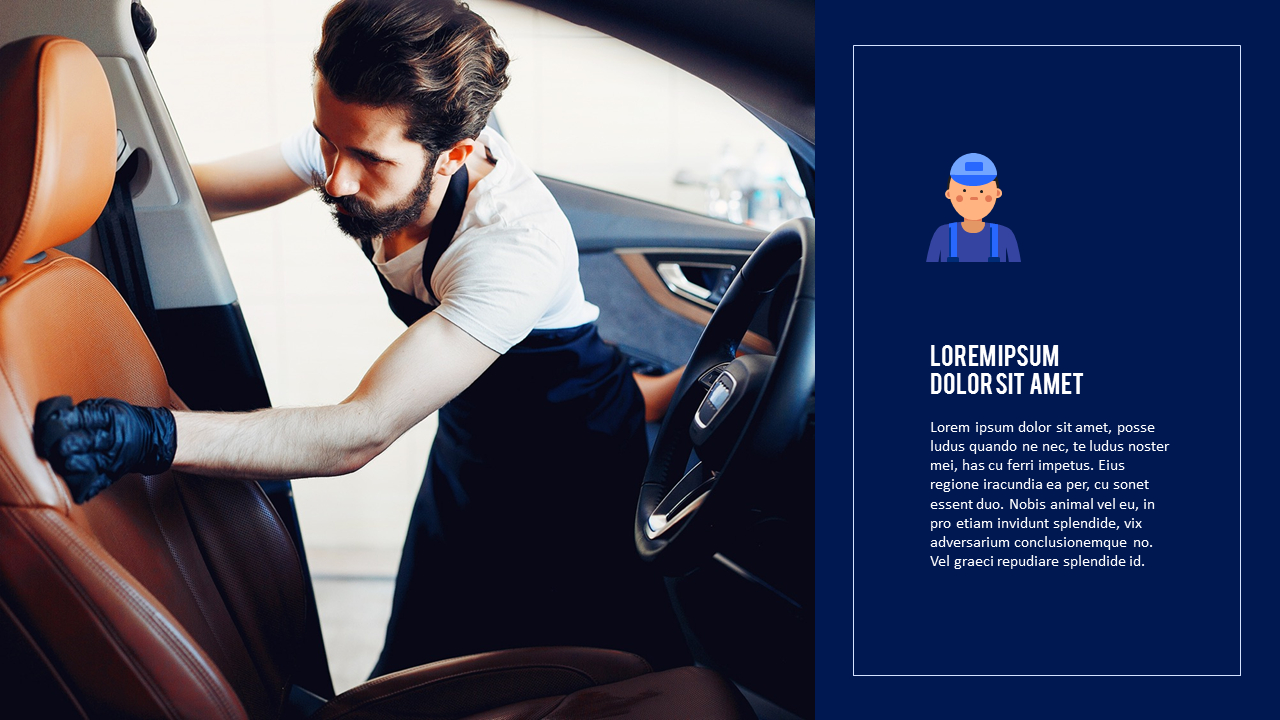 LOREM IPSUM
DOLOR SIT AMET
Lorem ipsum dolor sit amet, posse
ludus quando ne nec, te ludus noster
mei, has cu ferri impetus. Eius
regione iracundia ea per, cu sonet
essent duo. Nobis animal vel eu, in
pro etiam invidunt splendide, vix
adversarium conclusionemque no.
Vel graeci repudiare splendide id.